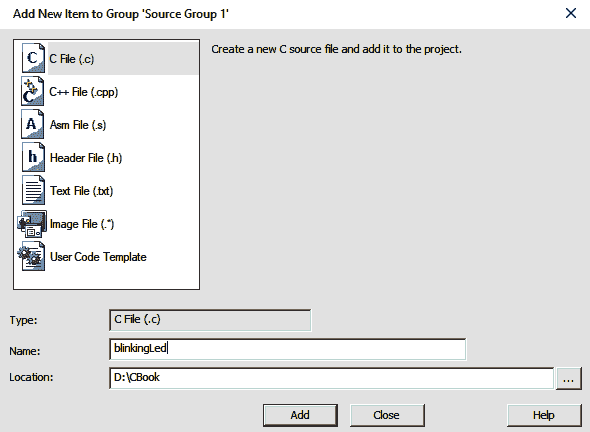 Add New Item to Group 'Source Group 1'
C File (.c)
Create a new C source file and add it to the project.
C++ File (.cpp)
Asm File (.s)
Header File (.h)
Text File (.txt)
Image File (.*)
User Code Template
Type:
C File (.c)
Name:
blinkingLed
Location:
D:\CBook
...
Add
Close
Help